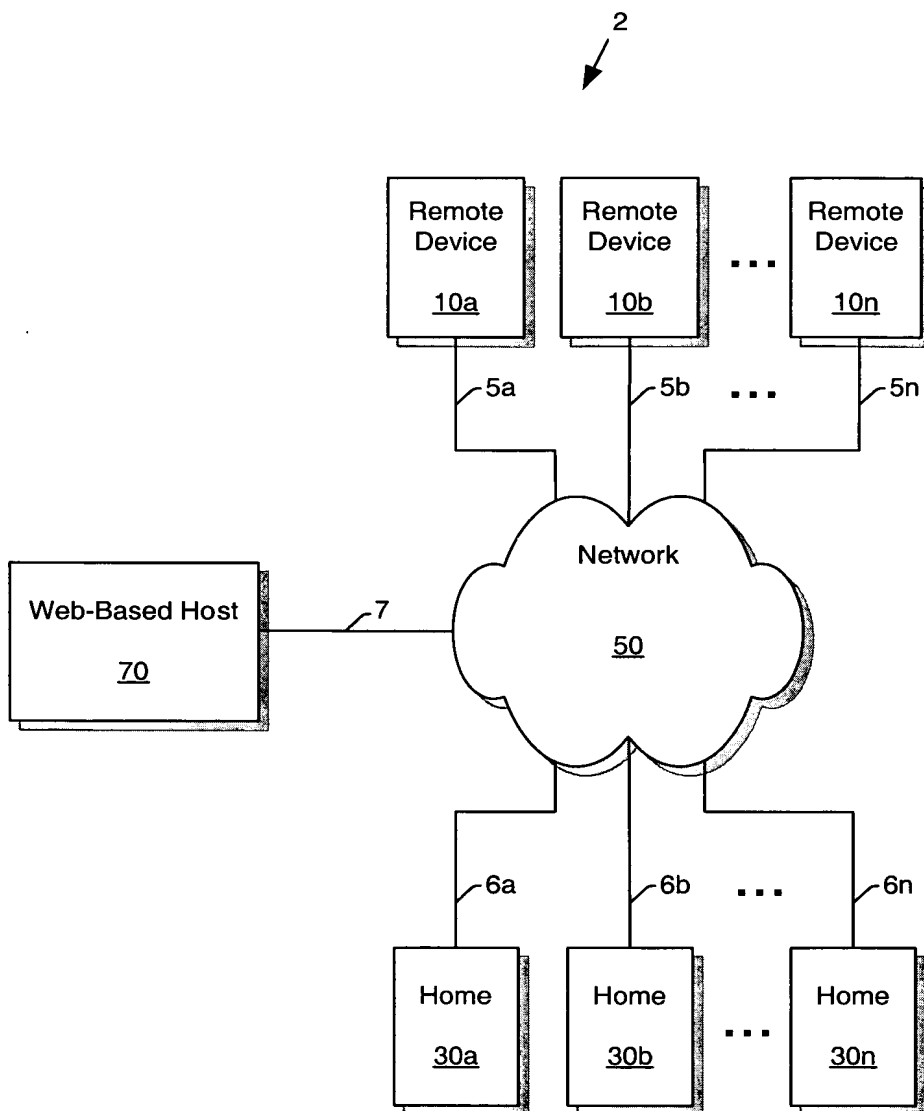 2
Remote Device 10a
Remote Device 10b
...
Remote Device 10n
5a
5b
...
5n
Network
50
Web-Based Host
70
7
6a
6b
...
6n
Home
30a
Home
30b
...
Home
30n